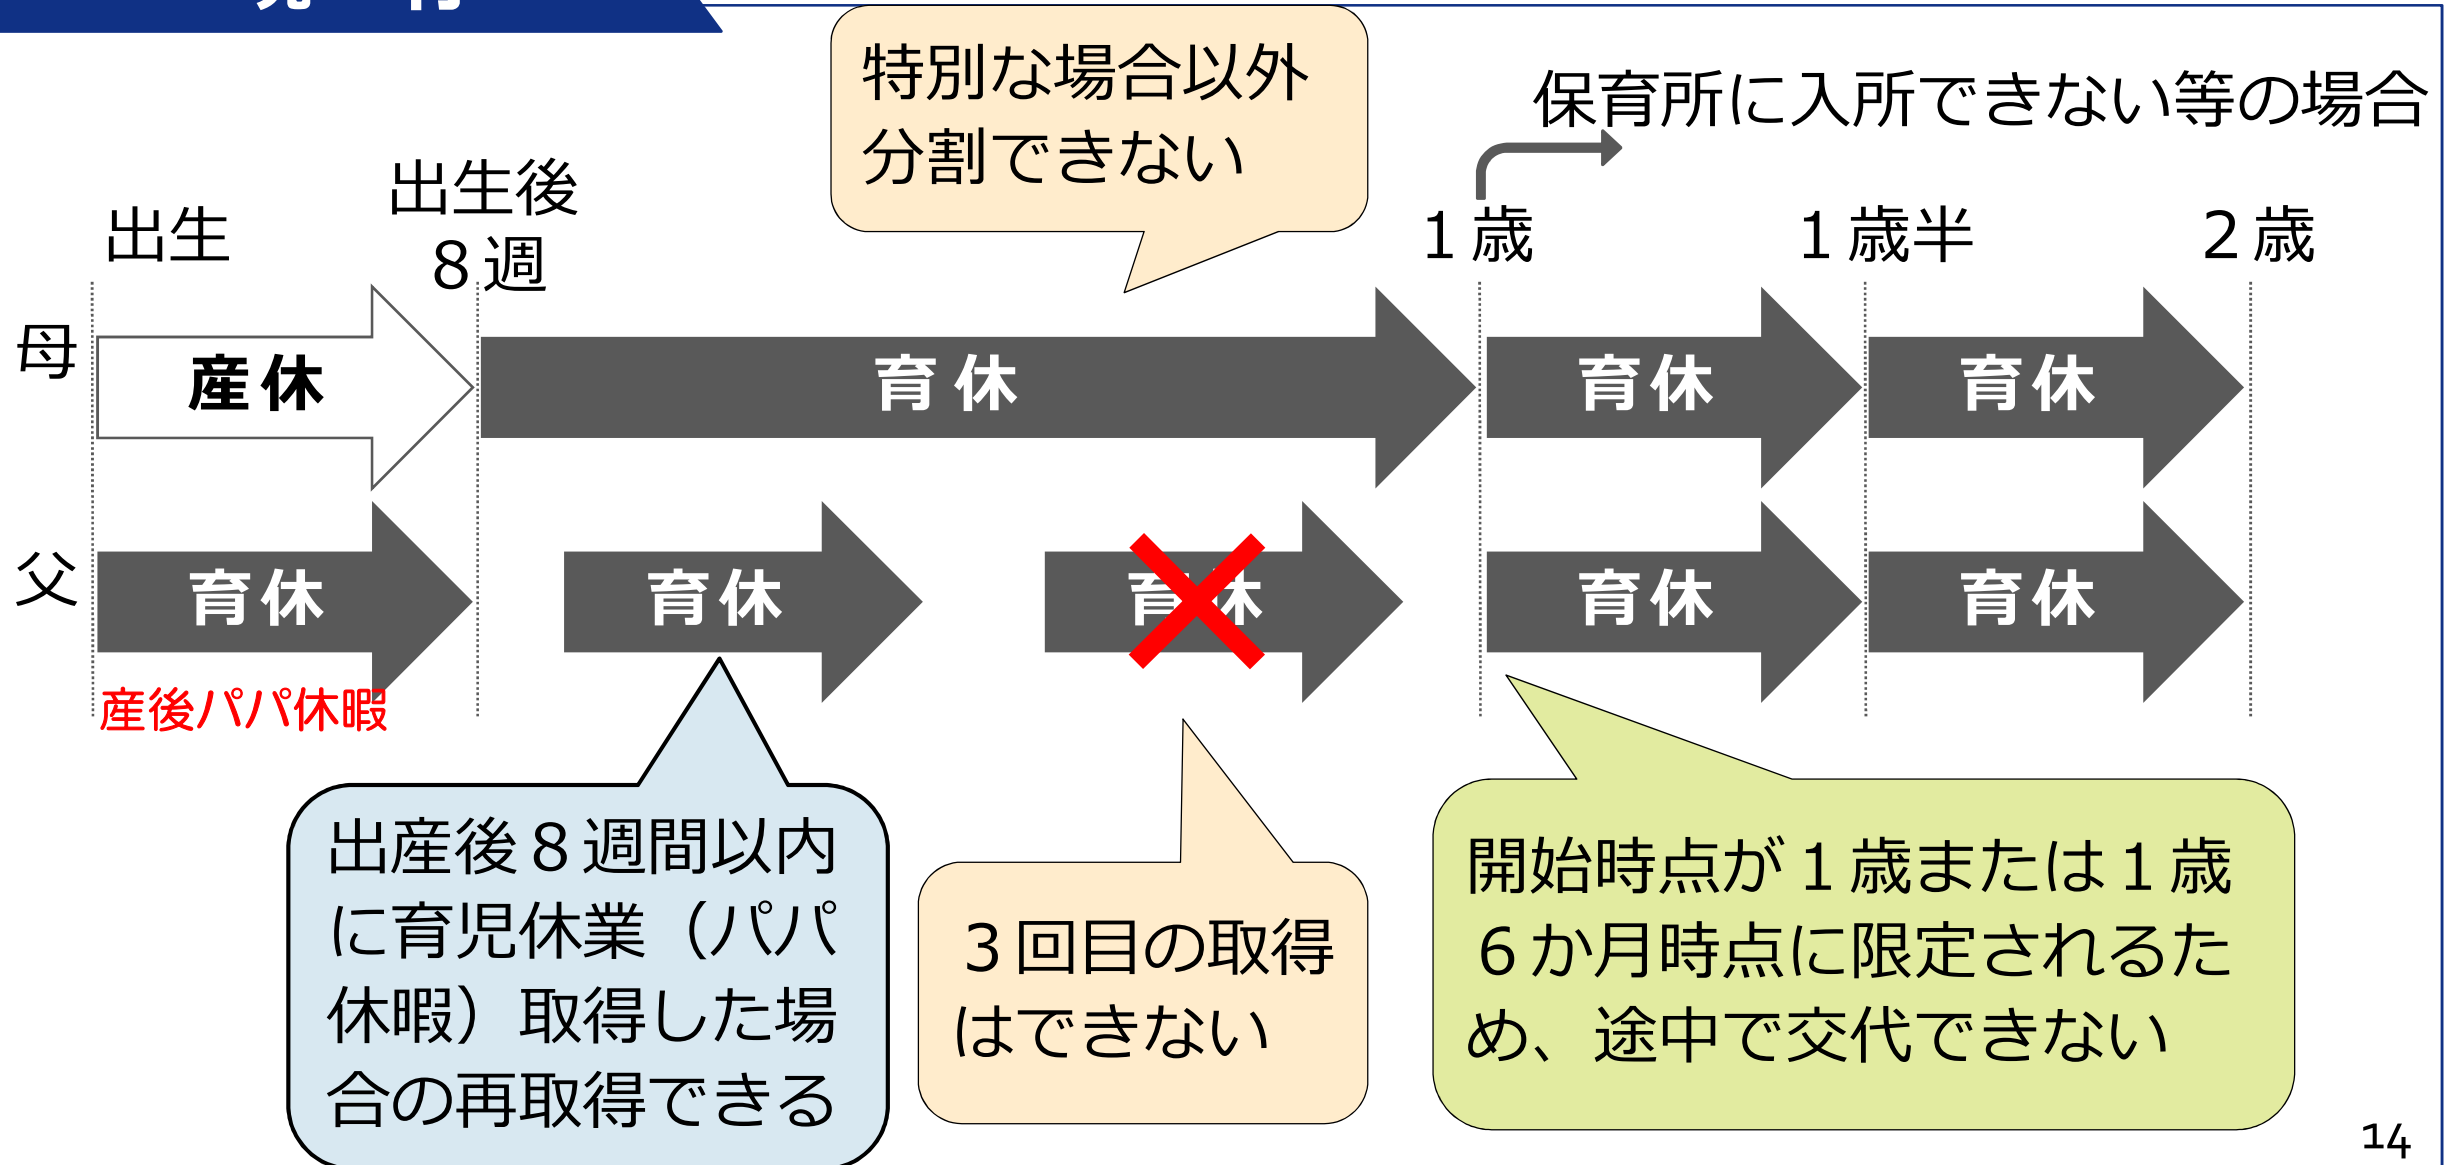 特別な場合以外
分割できない
保育所に入所できない等の場合
出生
出生後
８週
１歳
１歳半
２歳
母
産休
育休
育休
育休
父
育休
育休
育休
育休
産後パパ休暇
出産後８週間以内
に育児休業（パパ
休暇）取得した場
合の再取得できる
３回目の取得
はできない
開始時点が１歳または１歳
６か月時点に限定されるた
め、途中で交代できない
14